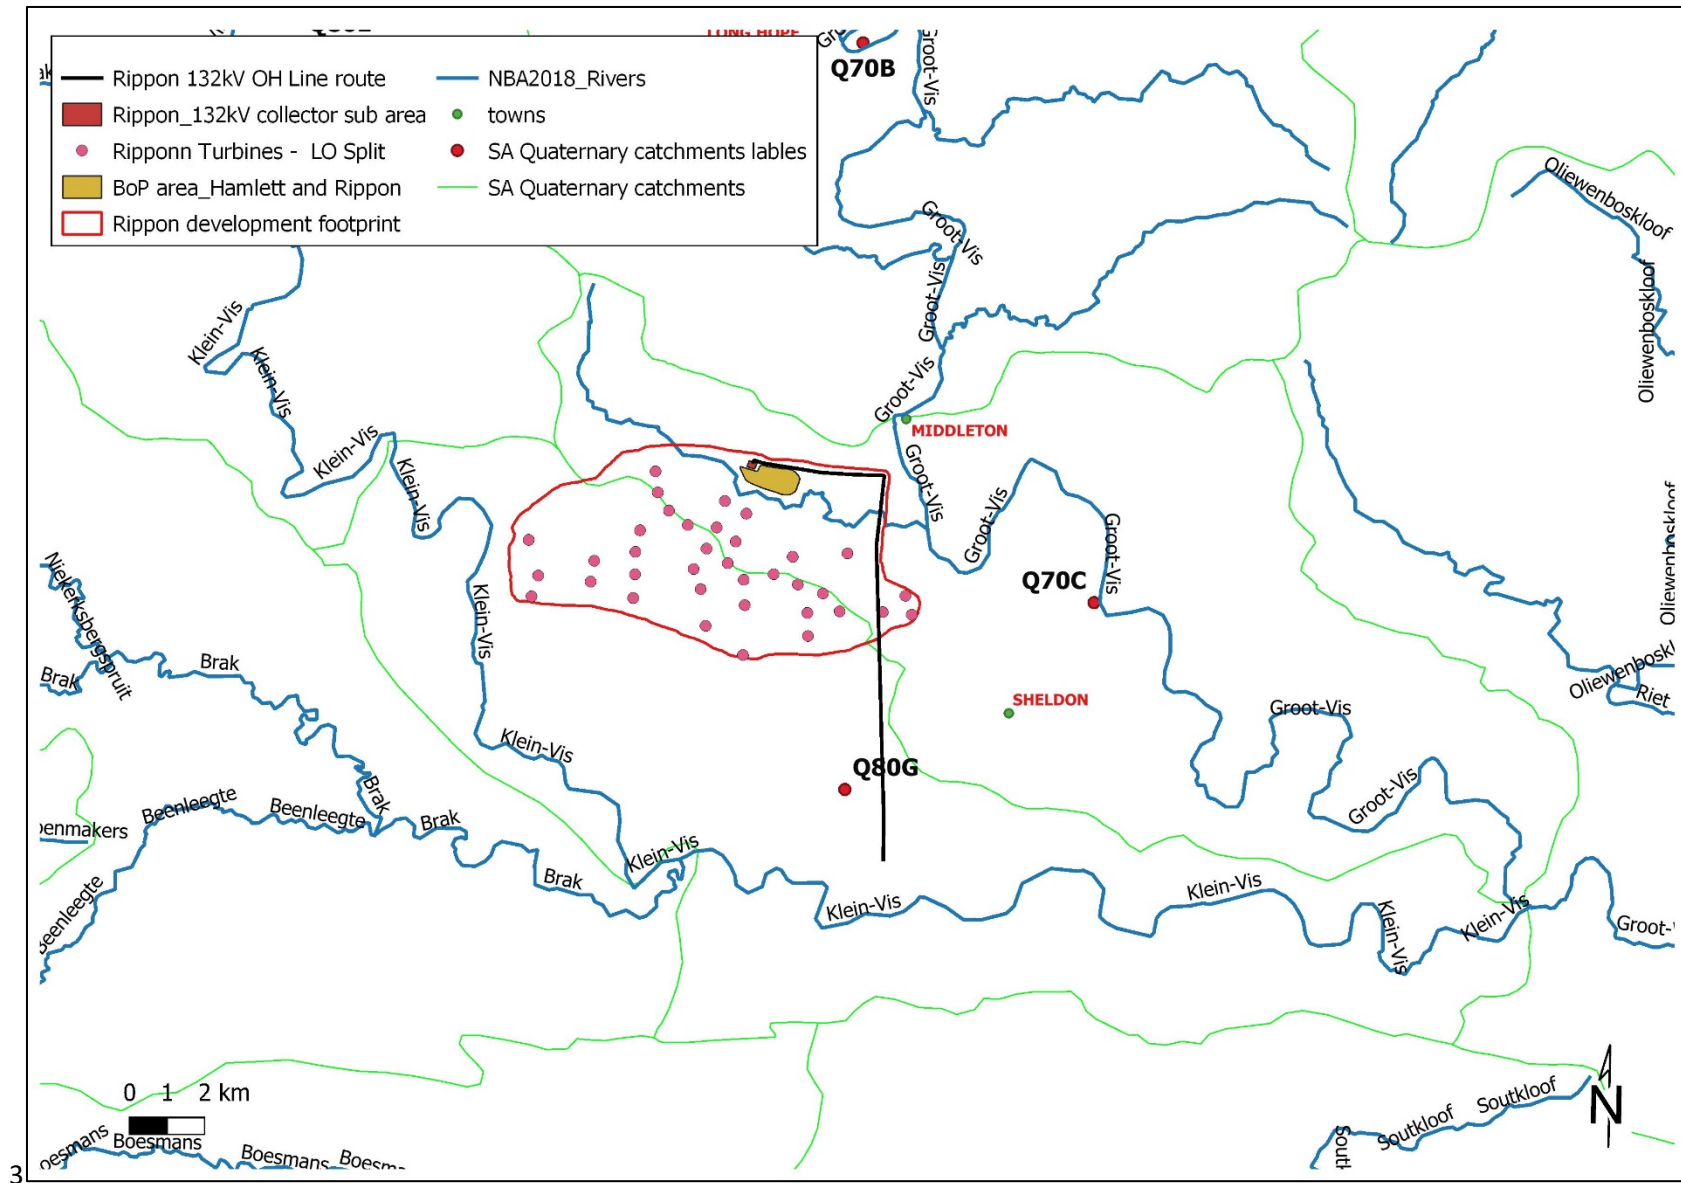 LONG HOPE
Q70B
Rippon 132kV OH Line route
Rippon_132kV collector sub area
Ripponn Turbines - LO Split
BoP area_Hamlett and Rippon
Rippon development footprint
NBA2018_Rivers
towns
SA Quaternary catchments lables
SA Quaternary catchments
Groot-Vis
Groot-Vis
Groot-Vis
Groot-Vis
MIDDLETON
Groot-Vis
Groot-Vis
Groot-Vis
Q70C
Oliewenboskloof
Oliewenboskloof
Riet
Klein-Vis
Klein-Vis
Klein-Vis
Klein-Vis
Klein-Vis
Klein-Vis
Niekerksbergspruit
Brak
Brak
SHELDON
Groot-Vis
Groot-Vis
Q80G
Brak
Beenleegte
Beenleegte
Brak
Beenleegte
Brak
Klein-Vis
Klein-Vis
Klein-Vis
Klein-Vis
Klein-Vis
0 1 2 km
Boesmans
Boesmans
Soutkloof
Soutkloof
N
3